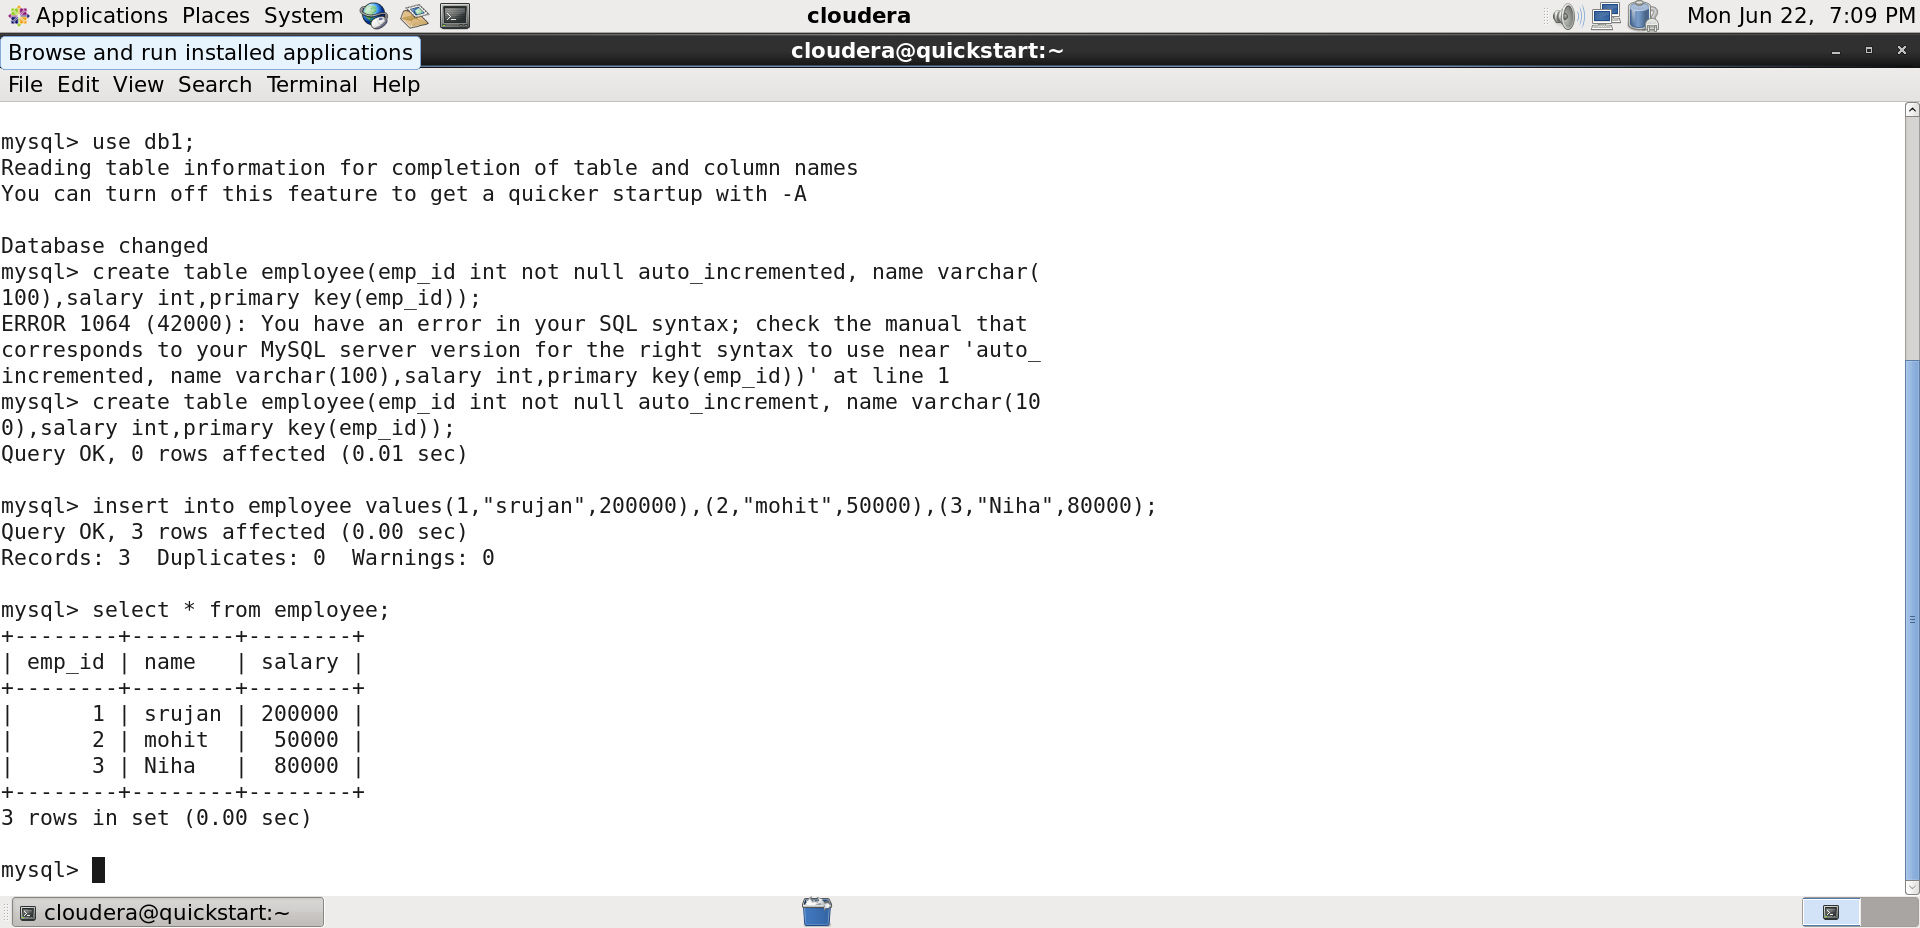 Applications Places System cloudera Mon Jun 22, 7:09 PM
Browse and run installed applications cloudera@quickstart:~
File Edit View Search Terminal Help
mysql> use db1;
Reading table information for completion of table and column names
You can turn off this feature to get a quicker startup with -A
Database changed
mysql> create table employee(emp_id int not null auto_incremented, name varchar(
100),salary int,primary key(emp_id));
ERROR 1064 (42000): You have an error in your SQL syntax; check the manual that
corresponds to your MySQL server version for the right syntax to use near 'auto_
incremented, name varchar(100),salary int,primary key(emp_id))' at line 1
mysql> create table employee(emp_id int not null auto_increment, name varchar(10
0),salary int,primary key(emp_id));
Query OK, 0 rows affected (0.01 sec)
mysql> insert into employee values(1,"srujan",200000),(2,"mohit",50000),(3,"Niha",80000);
Query OK, 3 rows affected (0.00 sec)
Records: 3  Duplicates: 0  Warnings: 0
mysql> select * from employee;
+--------+--------+--------+
| emp_id | name   | salary |
+--------+--------+--------+
|      1 | srujan | 200000 |
|      2 | mohit  |  50000 |
|      3 | Niha   |  80000 |
+--------+--------+--------+
3 rows in set (0.00 sec)
mysql>
cloudera@quickstart:~